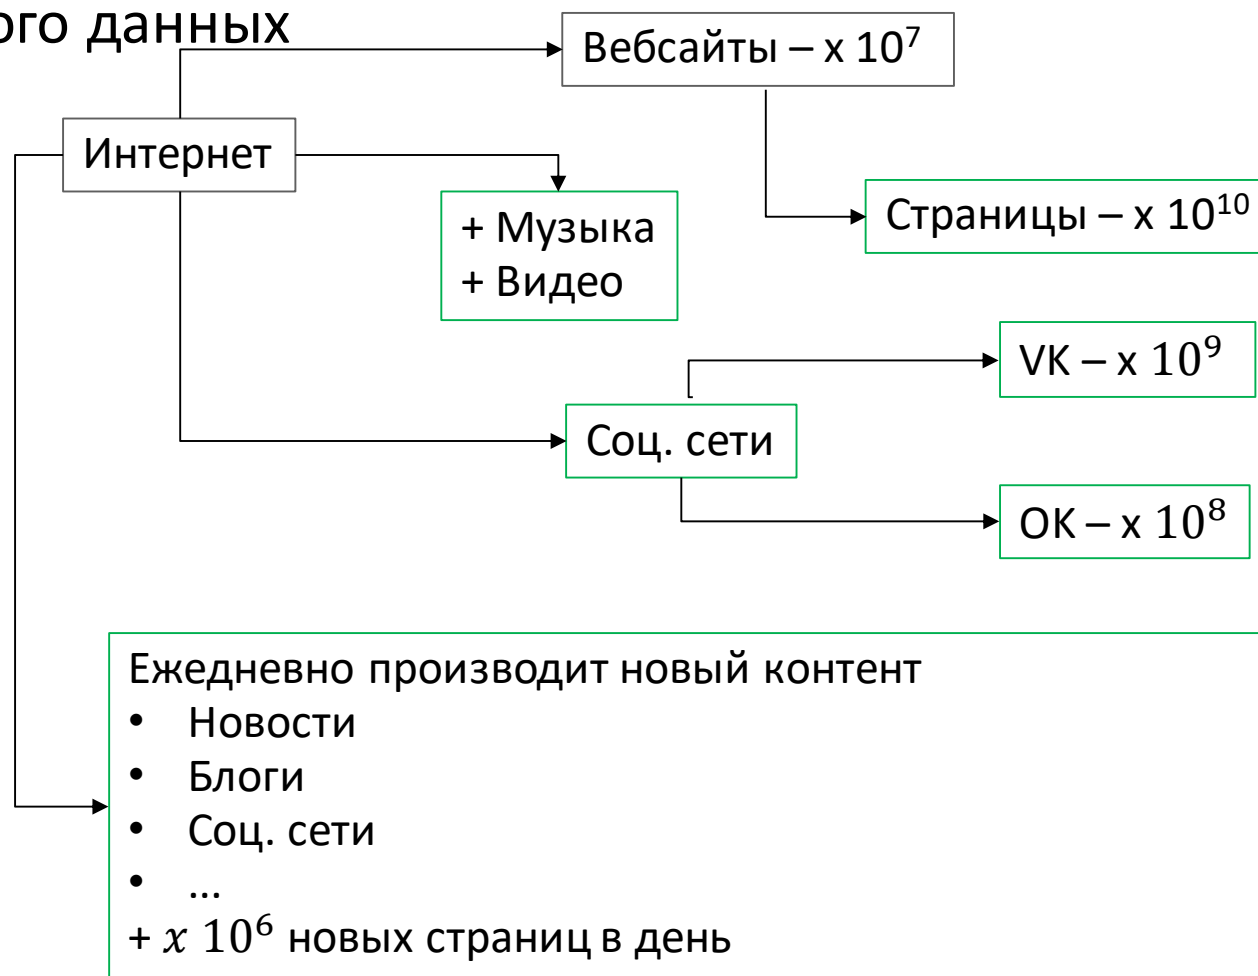 ого данных
Вебсайты – x 10⁷
Интернет
Страницы – x 10¹⁰
+ Музыка
+ Видео
VK – x 10⁹
Соц. сети
OK – x 10⁸
Ежедневно производит новый контент
• Новости
• Блоги
• Соц. сети
• ...
+ x 10⁶ новых страниц в день